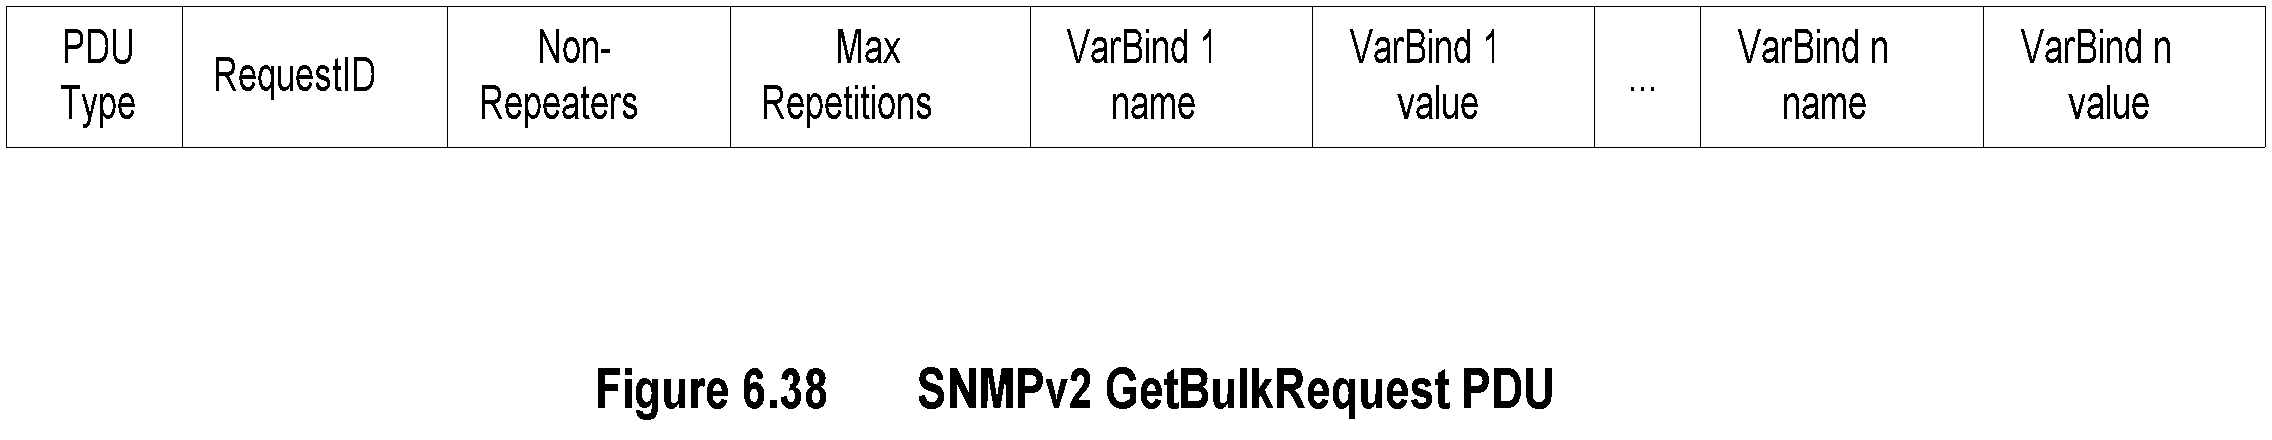 PDU
Type
RequestID
Non-
Repeaters
Max
Repetitions
VarBind 1
name
VarBind 1
value
...
VarBind n
name
VarBind n
value
Figure 6.38 SNMPv2 GetBulkRequest PDU